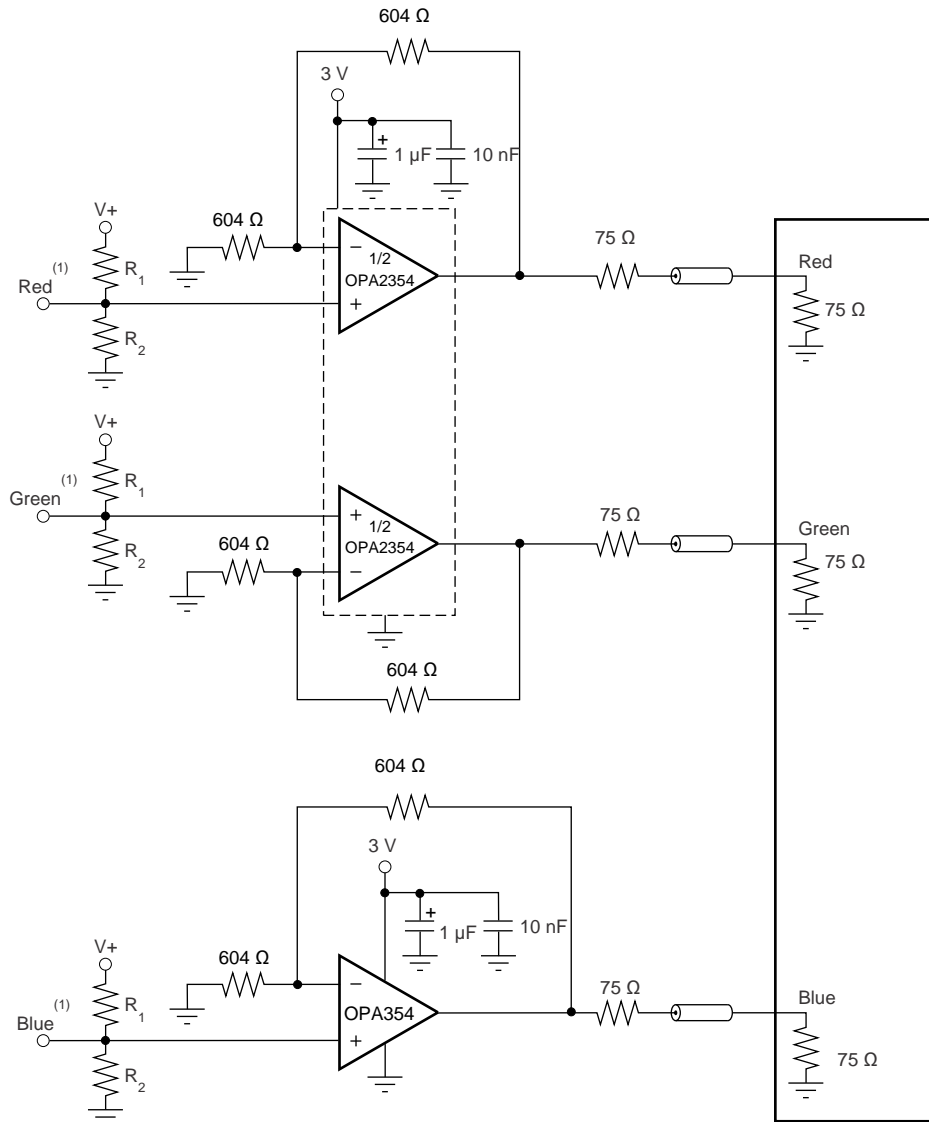 604 Ω
3 V
+
1 µF
10 nF
604 Ω
V+
R1
Red (1)
R2
−
1/2
OPA2354
+
75 Ω
Red
75 Ω
V+
R1
Green (1)
R2
+
1/2
OPA2354
−
604 Ω
75 Ω
Green
75 Ω
604 Ω
604 Ω
3 V
+
1 µF
10 nF
604 Ω
V+
R1
Blue (1)
R2
−
OPA354
+
75 Ω
Blue
75 Ω